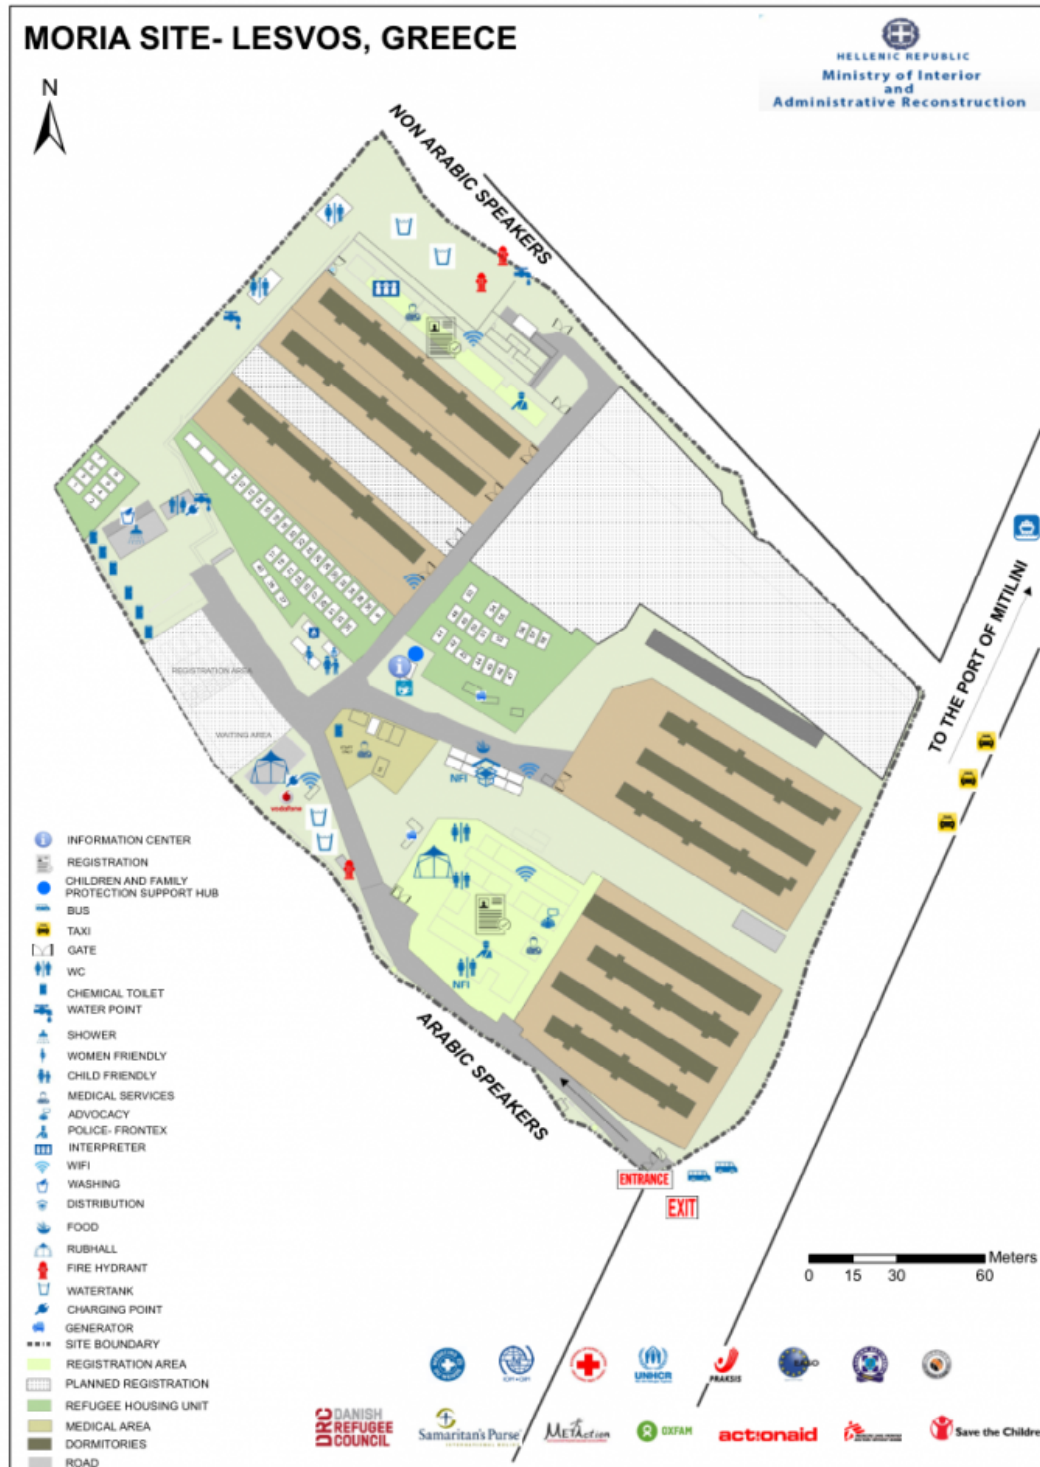 MORIA SITE- LESVOS, GREECE
HELLENIC REPUBLIC
Ministry of Interior
and
Administrative Reconstruction
N
NON ARABIC SPEAKERS
TO THE PORT OF MITILINI
REGISTRATION AREA
WAITING AREA
NFI
vodafone
NFI
ARABIC SPEAKERS
ENTRANCE
EXIT
INFORMATION CENTER
REGISTRATION
CHILDREN AND FAMILY
PROTECTION SUPPORT HUB
BUS
TAXI
GATE
WC
CHEMICAL TOILET
WATER POINT
SHOWER
WOMEN FRIENDLY
CHILD FRIENDLY
MEDICAL SERVICES
ADVOCACY
POLICE- FRONTEX
INTERPRETER
WIFI
WASHING
DISTRIBUTION
FOOD
RUBHALL
FIRE HYDRANT
WATERTANK
CHARGING POINT
GENERATOR
SITE BOUNDARY
REGISTRATION AREA
PLANNED REGISTRATION
REFUGEE HOUSING UNIT
MEDICAL AREA
DORMITORIES
ROAD
Meters
0 15 30 60
UNHCR
PRAKSIS
DRC DANISH
REFUGEE
COUNCIL
Samaritan's Purse
INTERNATIONAL RELIEF
METAction
OXFAM
actionaid
Save the Childre